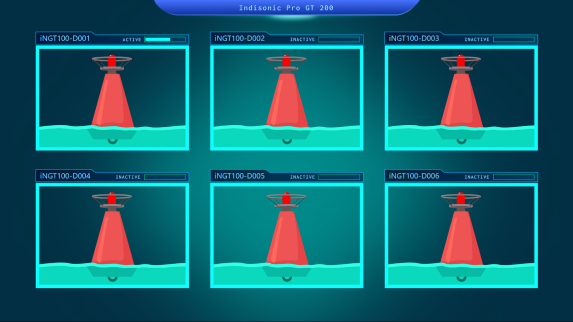 Indisonic Pro GT 200
iNGT100-D001 ACTIVE
iNGT100-D002 INACTIVE
iNGT100-D003 INACTIVE
iNGT100-D004 INACTIVE
iNGT100-D005 INACTIVE
iNGT100-D006 INACTIVE